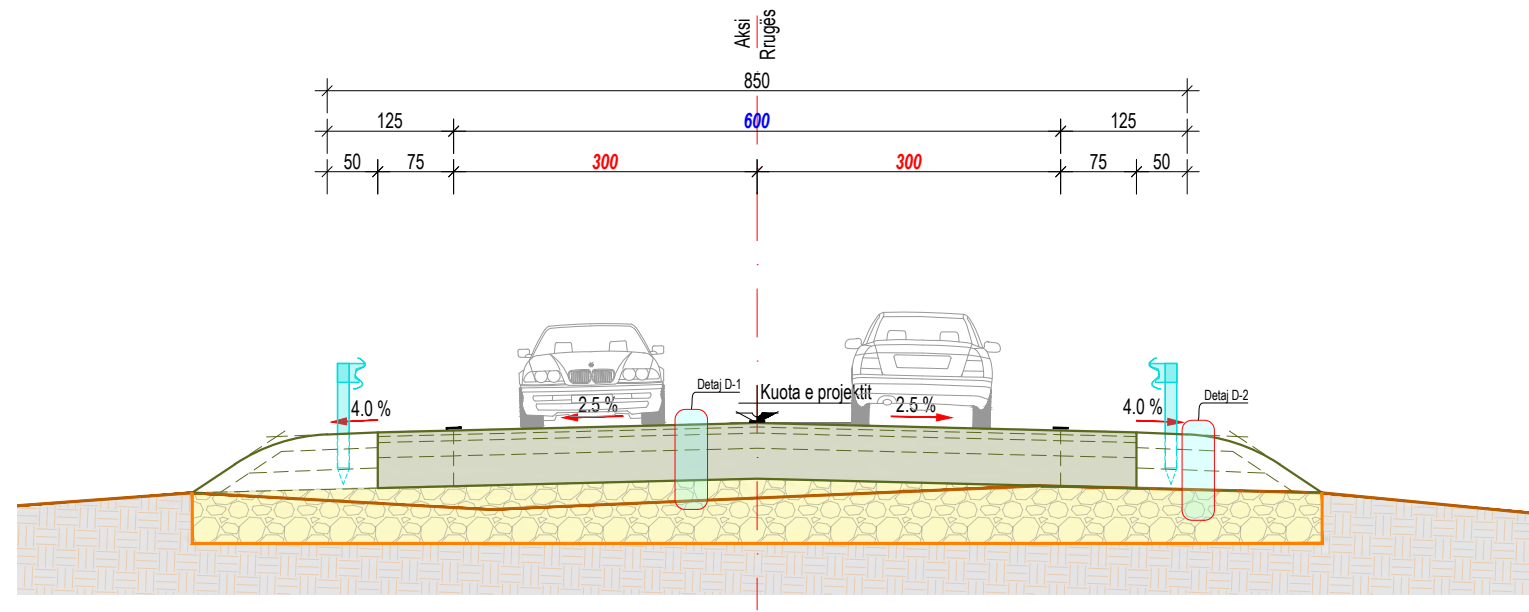 Aksi
Rrugës
850
125 600 125
50 75 300 300 75 50
Detaj D-1 Kuota e projektit
Detaj D-2
4.0 % 2.5 % 2.5 % 4.0 %